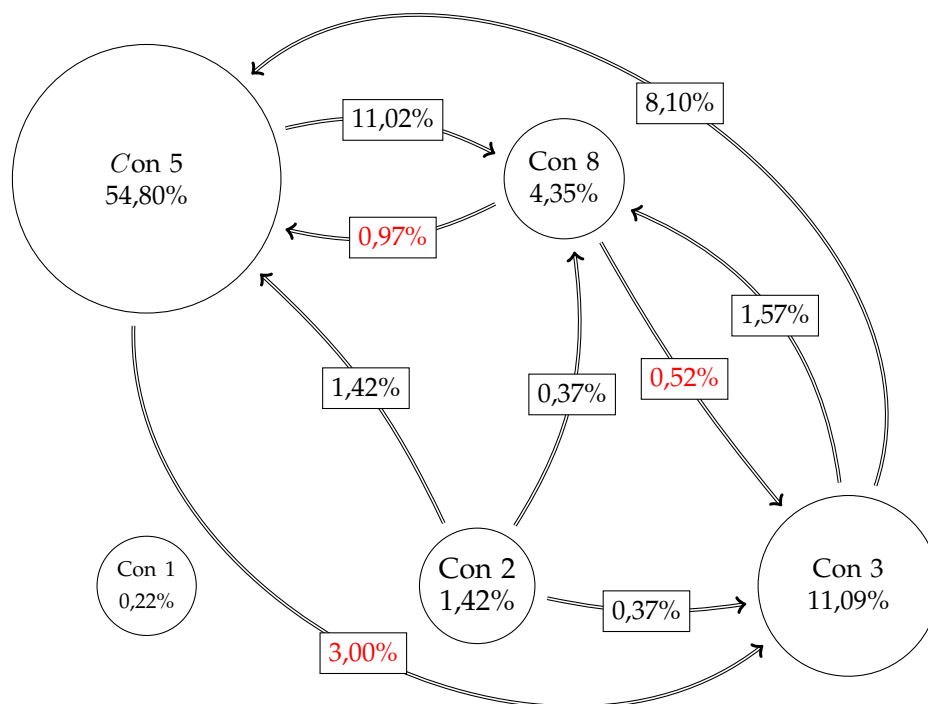 8,10%
11,02%
Con 5
54,80%
Con 8
4,35%
0,97%
1,57%
1,42%
0,37%
0,52%
Con 1
0,22%
Con 2
1,42%
Con 3
11,09%
0,37%
3,00%